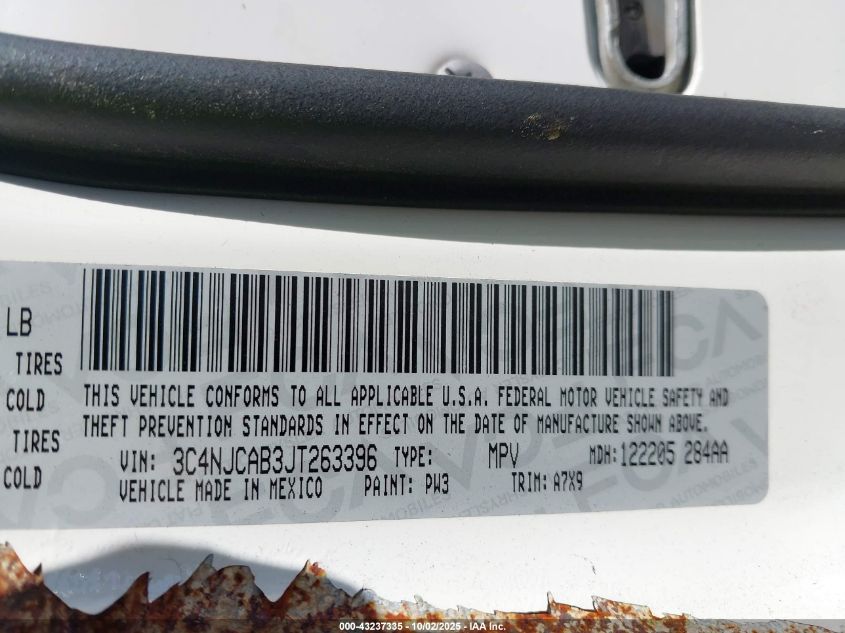 LB
TIRES
COLD
TIRES
COLD
THIS VEHICLE CONFORMS TO ALL APPLICABLE U.S.A. FEDERAL MOTOR VEHICLE SAFETY AND
THEFT PREVENTION STANDARDS IN EFFECT ON THE DATE OF MANUFACTURE SHOWN ABOVE.
VIN: 3C4NJCAB3JT263396 TYPE: MPV MDH: 122205 284AA
VEHICLE MADE IN MEXICO PAINT: PW3 TRIM: A7X9
000-43237335 - 10/02/2025 - IAA Inc.